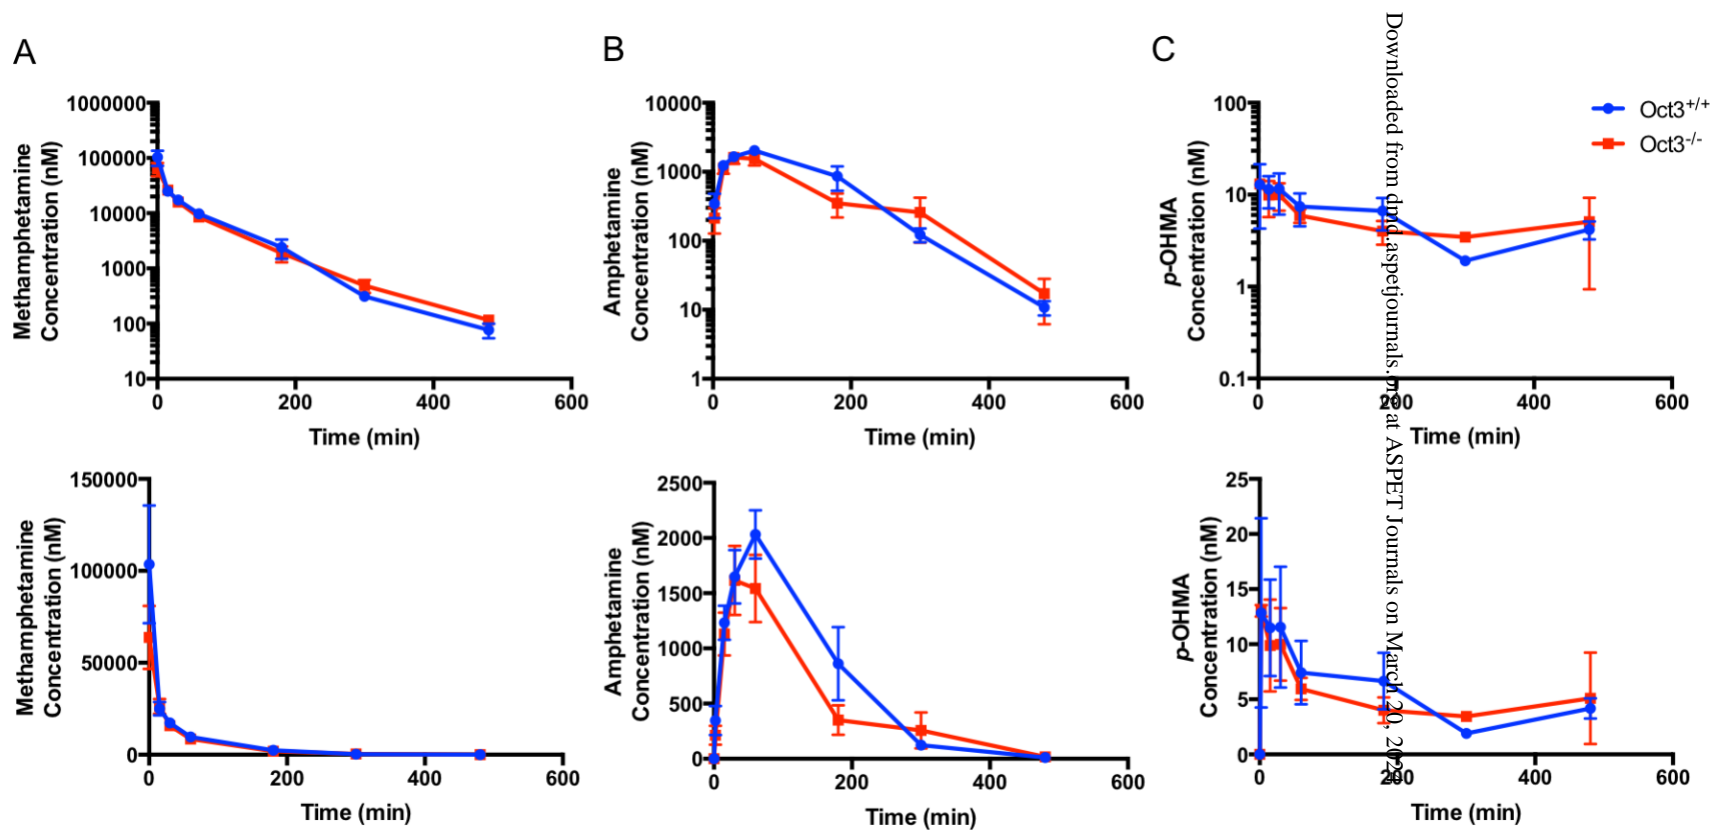 A
B
C
Oct3+/+
Oct3-/-
Methamphetamine
Concentration (nM)
1000000
100000
10000
1000
100
10
0
200
400
600
Time (min)
Amphetamine
Concentration (nM)
10000
1000
100
10
1
0
200
400
600
Time (min)
p-OHMA
Concentration (nM)
100
10
1
0.1
0
200
400
600
Time (min)
Methamphetamine
Concentration (nM)
150000
100000
50000
0
0
200
400
600
Time (min)
Amphetamine
Concentration (nM)
2500
2000
1500
1000
500
0
0
200
400
600
Time (min)
p-OHMA
Concentration (nM)
25
20
15
10
5
0
0
200
400
600
Time (min)
Downloaded from dmd.aspetjournals.org at ASPET Journals on March 20, 2024